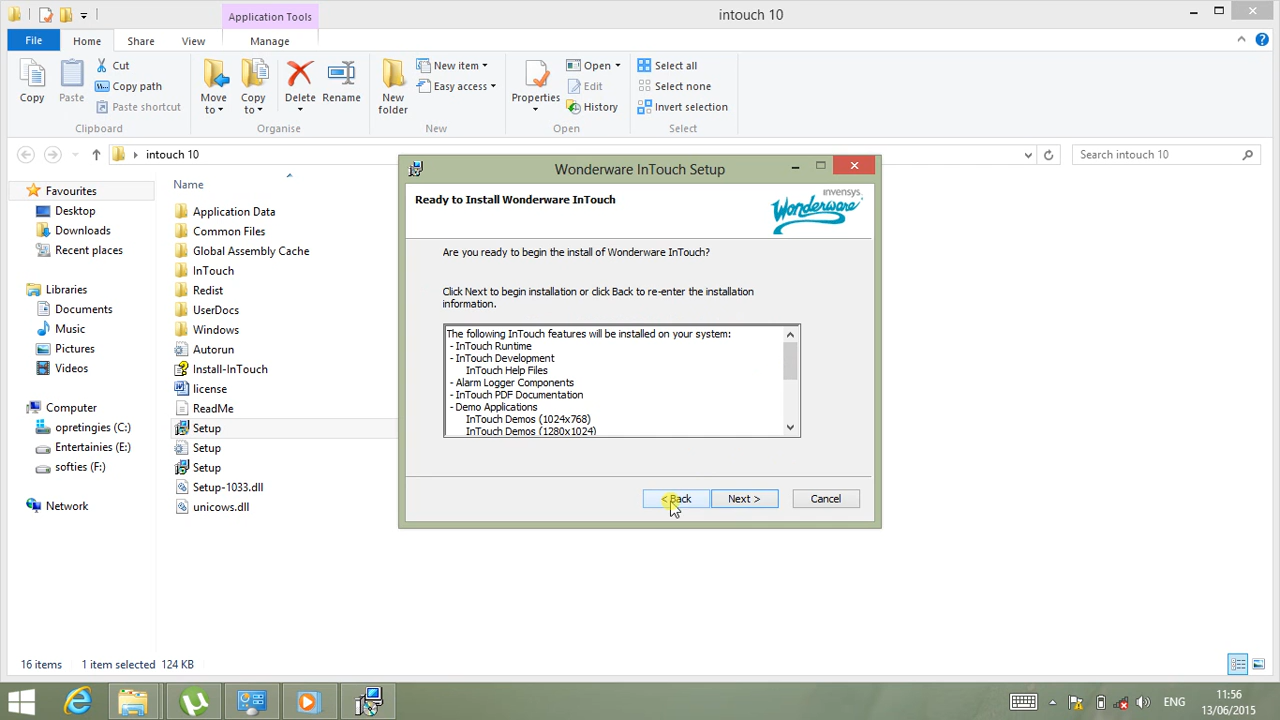 Application Tools
intouch 10
File
Home
Share
View
Manage
Copy
Paste
Cut
Copy path
Paste shortcut
Clipboard
Move to
Copy to
Delete
Rename
Organise
New folder
New item
Easy access
New
Properties
Open
Edit
History
Open
Select all
Select none
Invert selection
Select
intouch 10
Search intouch 10
Favourites
Desktop
Downloads
Recent places
Libraries
Documents
Music
Pictures
Videos
Computer
opretingies (C:)
Entertainies (E:)
softies (F:)
Network
Name
Application Data
Common Files
Global Assembly Cache
InTouch
Redist
UserDocs
Windows
Autorun
Install-InTouch
license
ReadMe
Setup
Setup
Setup
Setup-1033.dll
unicows.dll
Wonderware InTouch Setup
Ready to Install Wonderware InTouch
invensys
Wonderware
Are you ready to begin the install of Wonderware InTouch?
Click Next to begin installation or click Back to re-enter the installation
information.
The following InTouch features will be installed on your system:
- InTouch Runtime
- InTouch Development
InTouch Help Files
- Alarm Logger Components
- InTouch PDF Documentation
- Demo Applications
InTouch Demos (1024x768)
InTouch Demos (1280x1024)
< Back
Next >
Cancel
16 items
1 item selected 124 KB
ENG
11:56
13/06/2015